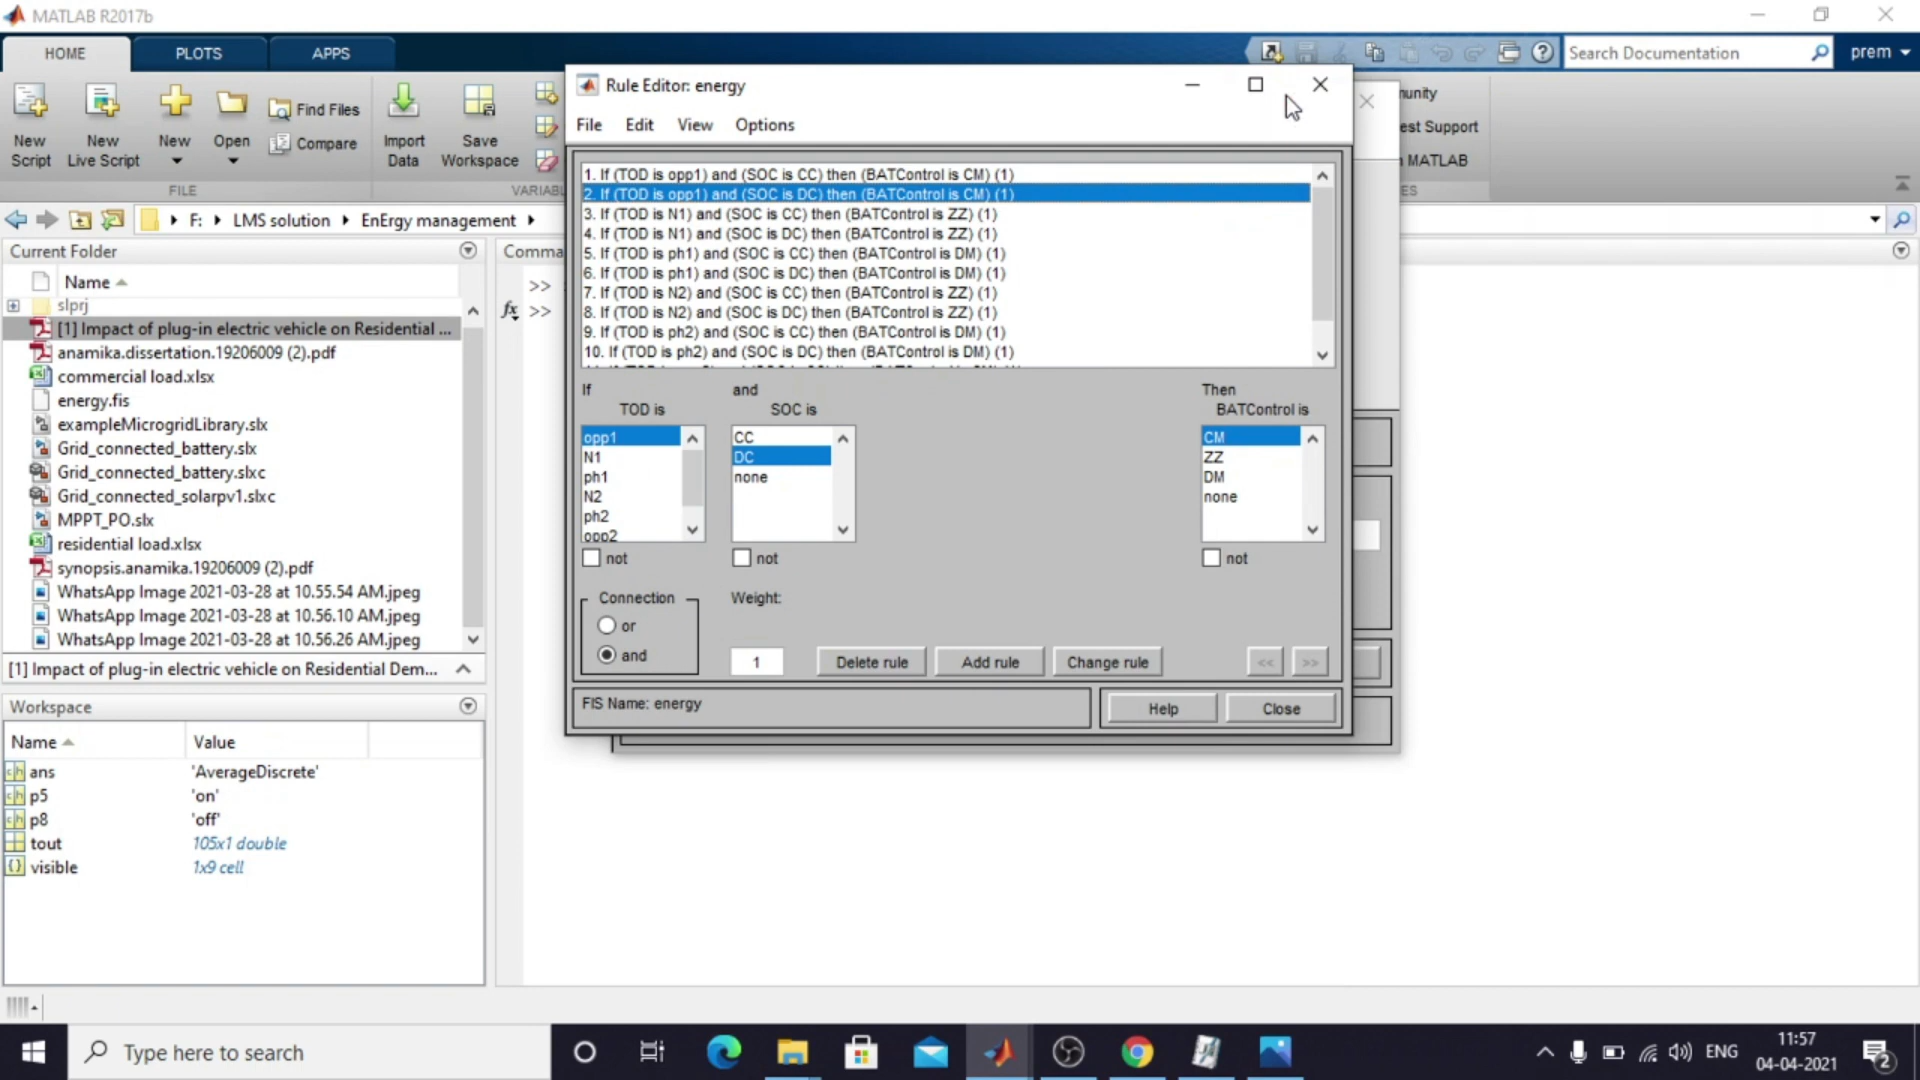 MATLAB R2017b
HOME
PLOTS
APPS
Search Documentation
prem
New Script
New Live Script
New
Open
Find Files
Compare
Import Data
Save Workspace
FILE
VARIABL
unity
est Support
MATLAB
ES
F: LMS solution EnErgy management
Current Folder
Name
slprj
[1] Impact of plug-in electric vehicle on Residential ...
anamika.dissertation.19206009 (2).pdf
commercial load.xlsx
energy.fis
exampleMicrogridLibrary.slx
Grid_connected_battery.slx
Grid_connected_battery.slxc
Grid_connected_solarpv1.slxc
MPPT_PO.slx
residential load.xlsx
synopsis.anamika.19206009 (2).pdf
WhatsApp Image 2021-03-28 at 10.55.54 AM.jpeg
WhatsApp Image 2021-03-28 at 10.56.10 AM.jpeg
WhatsApp Image 2021-03-28 at 10.56.26 AM.jpeg
[1] Impact of plug-in electric vehicle on Residential Dem...
Workspace
Name Value
ans 'AverageDiscrete'
p5 'on'
p8 'off'
tout 105x1 double
visible 1x9 cell
Comma
>>
fx >>
Rule Editor: energy
File Edit View Options
1. If (TOD is opp1) and (SOC is CC) then (BATControl is CM) (1)
2. If (TOD is opp1) and (SOC is DC) then (BATControl is CM) (1)
3. If (TOD is N1) and (SOC is CC) then (BATControl is ZZ) (1)
4. If (TOD is N1) and (SOC is DC) then (BATControl is ZZ) (1)
5. If (TOD is ph1) and (SOC is CC) then (BATControl is DM) (1)
6. If (TOD is ph1) and (SOC is DC) then (BATControl is DM) (1)
7. If (TOD is N2) and (SOC is CC) then (BATControl is ZZ) (1)
8. If (TOD is N2) and (SOC is DC) then (BATControl is ZZ) (1)
9. If (TOD is ph2) and (SOC is CC) then (BATControl is DM) (1)
10. If (TOD is ph2) and (SOC is DC) then (BATControl is DM) (1)
If
TOD is
opp1
N1
ph1
N2
ph2
opp2
not
and
SOC is
CC
DC
none
not
Then
BATControl is
CM
ZZ
DM
none
not
Connection
or
and
Weight:
1
Delete rule
Add rule
Change rule
<<
>>
FIS Name: energy
Help
Close
Type here to search
ENG
11:57
04-04-2021
2